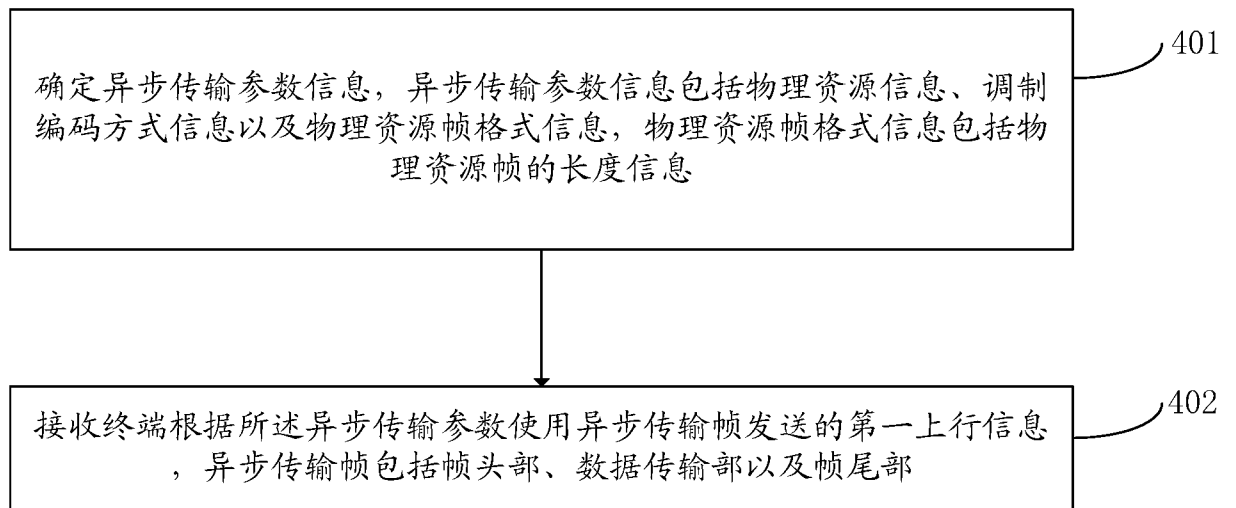 确定异步传输参数信息，异步传输参数信息包括物理资源信息、调制
编码方式信息以及物理资源帧格式信息，物理资源帧格式信息包括物
理资源帧的长度信息
401
接收终端根据所述异步传输参数使用异步传输帧发送的第一上行信息
，异步传输帧包括帧头部、数据传输部以及帧尾部
402